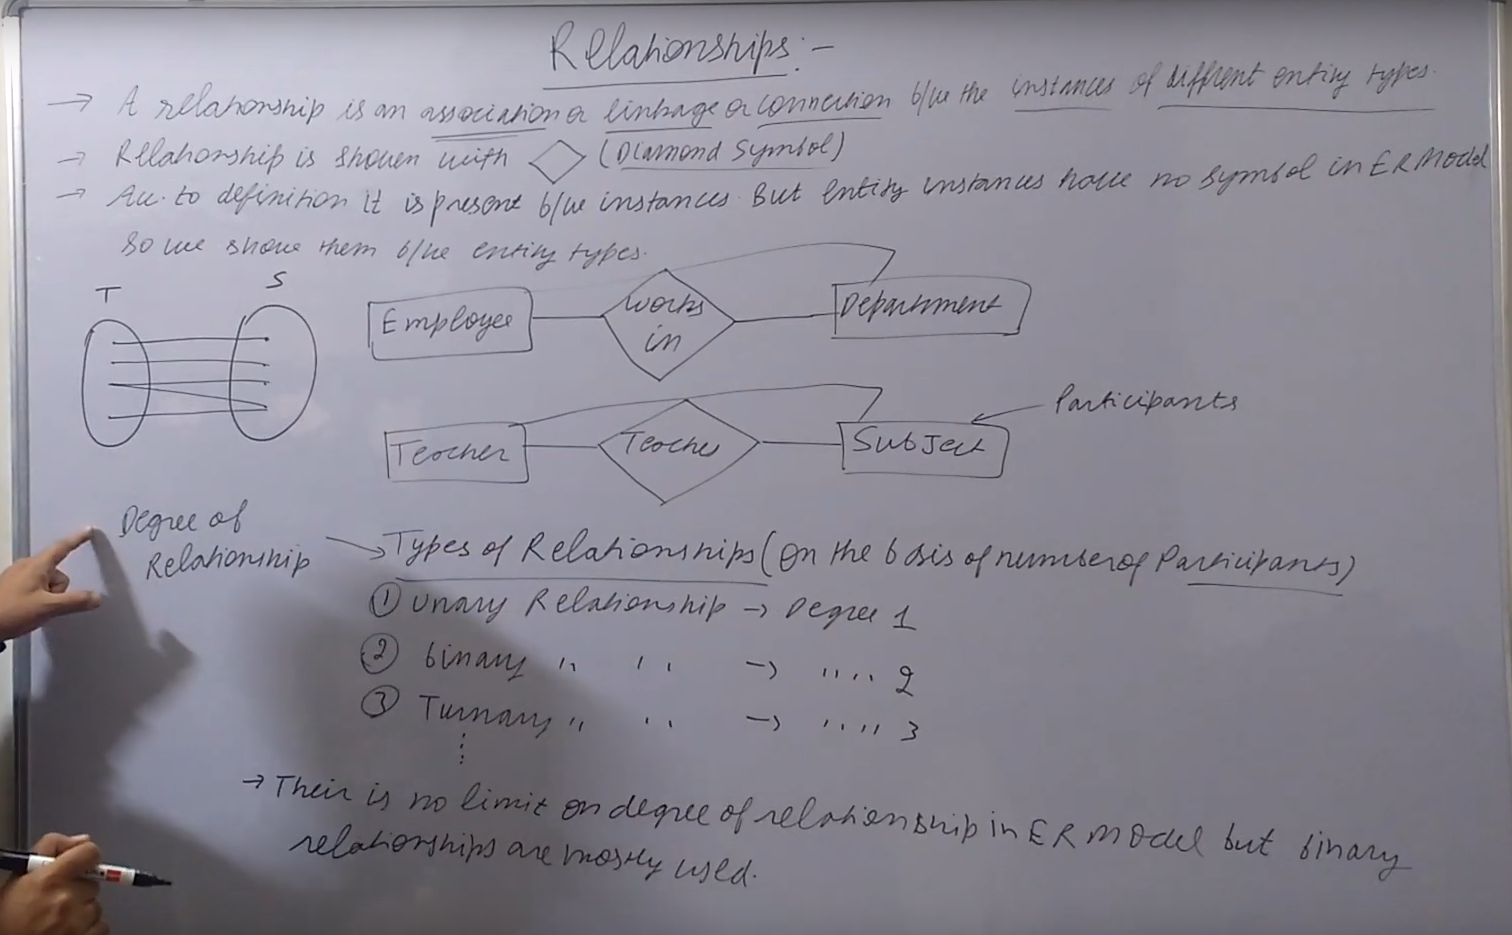 Relationships:-
→ A relationship is an association or linkage or connection b/w the instances of diffrent entity types.
→ Relationship is shown with ◇ (Diamond Symbol)
→ Acc. to definition it is present b/w instances. But entity instances have no symbol in ER Model
So we show them b/w entity types.
T S
Employee works in Department
Teacher Teaches Subject
Participants
Degree of Relationship
→ Types of Relationships (on the basis of number of Participants)
① Unary Relationship → Degree 1
② binary " " → " " 2
③ Turnary " " → " " 3
→ Their is no limit on degree of relationship in ER Model but binary
relationships are mostly used.